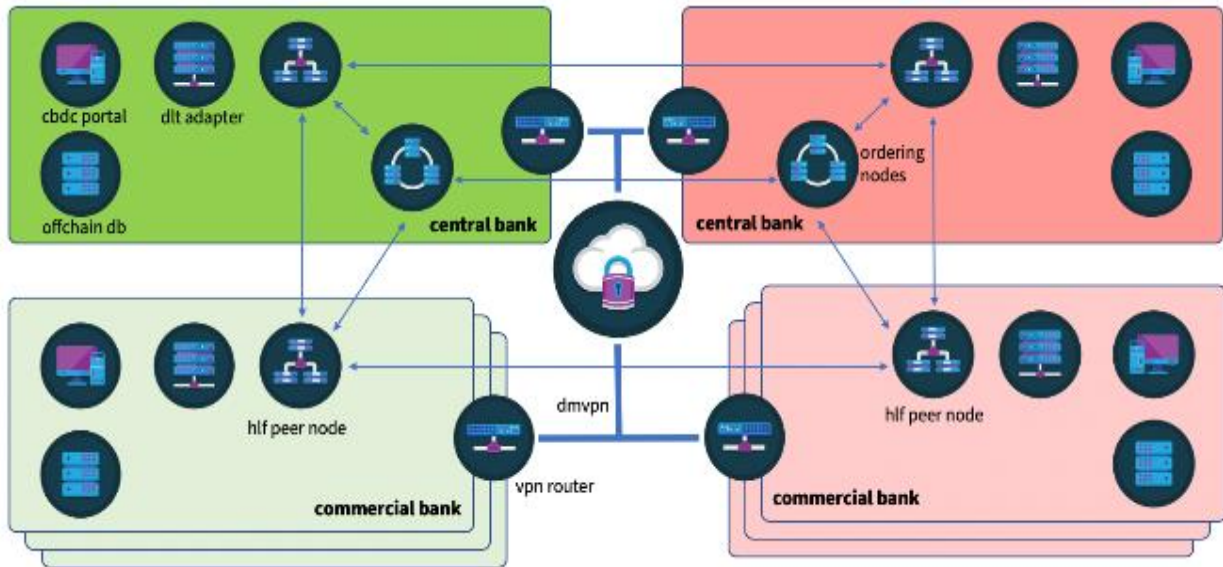 cbdc portal
dlt adapter
offchain db
central bank
ordering
nodes
central bank
hlf peer node
commercial bank
dmvpn
vpn router
hlf peer node
commercial bank